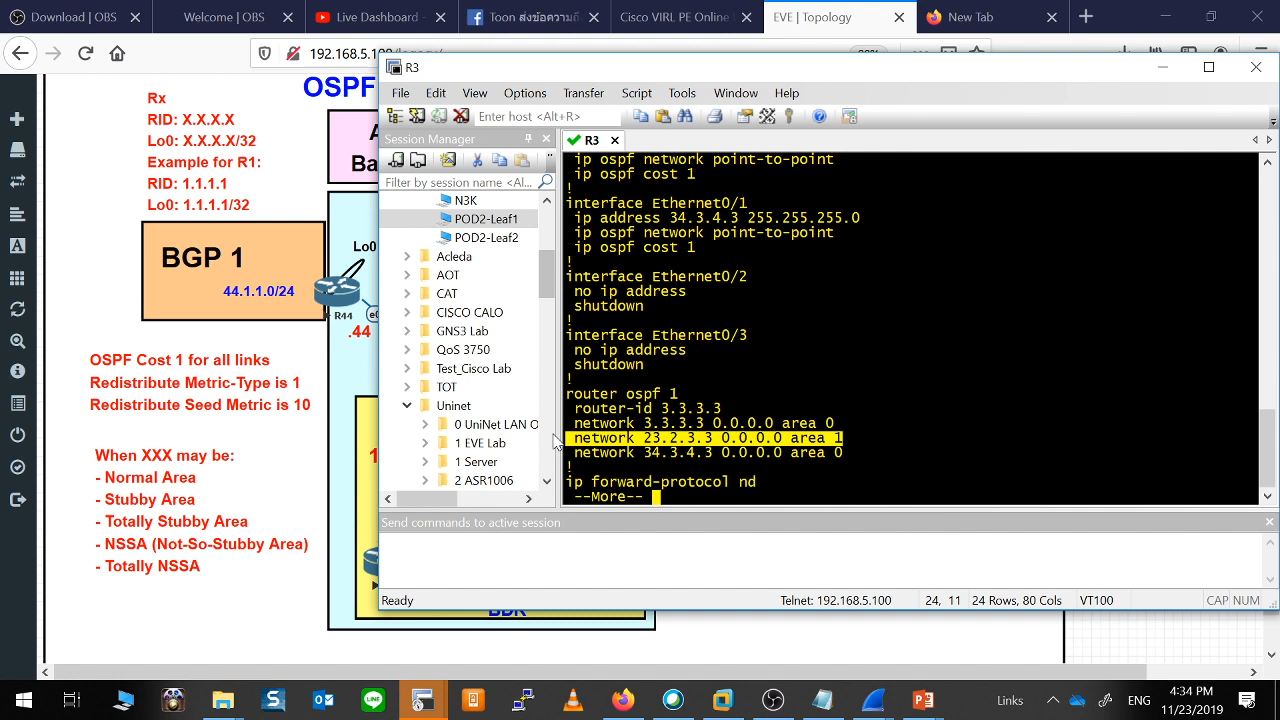 Download | OBS
Welcome | OBS
Live Dashboard -
Toon ส่งข้อความถึ
Cisco VIRL PE Online
EVE | Topology
New Tab
OSPF
Rx
RID: X.X.X.X
Lo0: X.X.X.X/32
Example for R1:
RID: 1.1.1.1
Lo0: 1.1.1.1/32
Ba
BGP 1
44.1.1.0/24
Lo0
R44
.44
OSPF Cost 1 for all links
Redistribute Metric-Type is 1
Redistribute Seed Metric is 10
When XXX may be:
- Normal Area
- Stubby Area
- Totally Stubby Area
- NSSA (Not-So-Stubby Area)
- Totally NSSA
R3
File Edit View Options Transfer Script Tools Window Help
Enter host <Alt+R>
Session Manager
R3
Filter by session name <Al...
N3K
POD2-Leaf1
POD2-Leaf2
Acleda
AOT
CAT
CISCO CALO
GNS3 Lab
QoS 3750
Test_Cisco Lab
TOT
Uninet
0 UniNet LAN O
1 EVE Lab
1 Server
2 ASR1006
ip ospf network point-to-point
ip ospf cost 1
!
interface Ethernet0/1
ip address 34.3.4.3 255.255.255.0
ip ospf network point-to-point
ip ospf cost 1
!
interface Ethernet0/2
no ip address
shutdown
!
interface Ethernet0/3
no ip address
shutdown
!
router ospf 1
router-id 3.3.3.3
network 3.3.3.3 0.0.0.0 area 0
network 23.2.3.3 0.0.0.0 area 1
network 34.3.4.3 0.0.0.0 area 0
!
ip forward-protocol nd
--More--
Send commands to active session
Ready
Telnet: 192.168.5.100
24, 11
24 Rows, 80 Cols
VT100
CAP NUM
Links
ENG
4:34 PM
11/23/2019